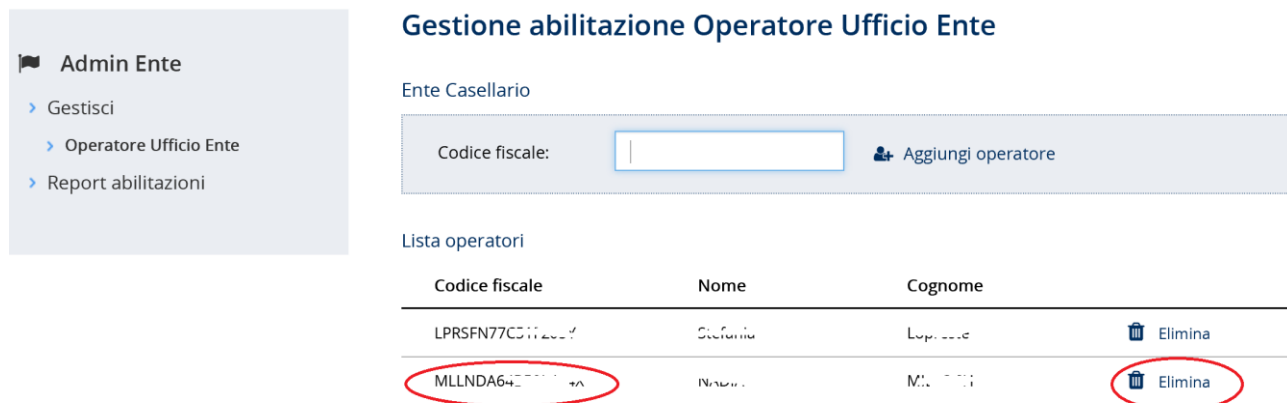 Gestione abilitazione Operatore Ufficio Ente
Admin Ente
Gestisci
Operatore Ufficio Ente
Report abilitazioni
Ente Casellario
Codice fiscale:
Aggiungi operatore
Lista operatori
Codice fiscale Nome Cognome
Elimina
Elimina